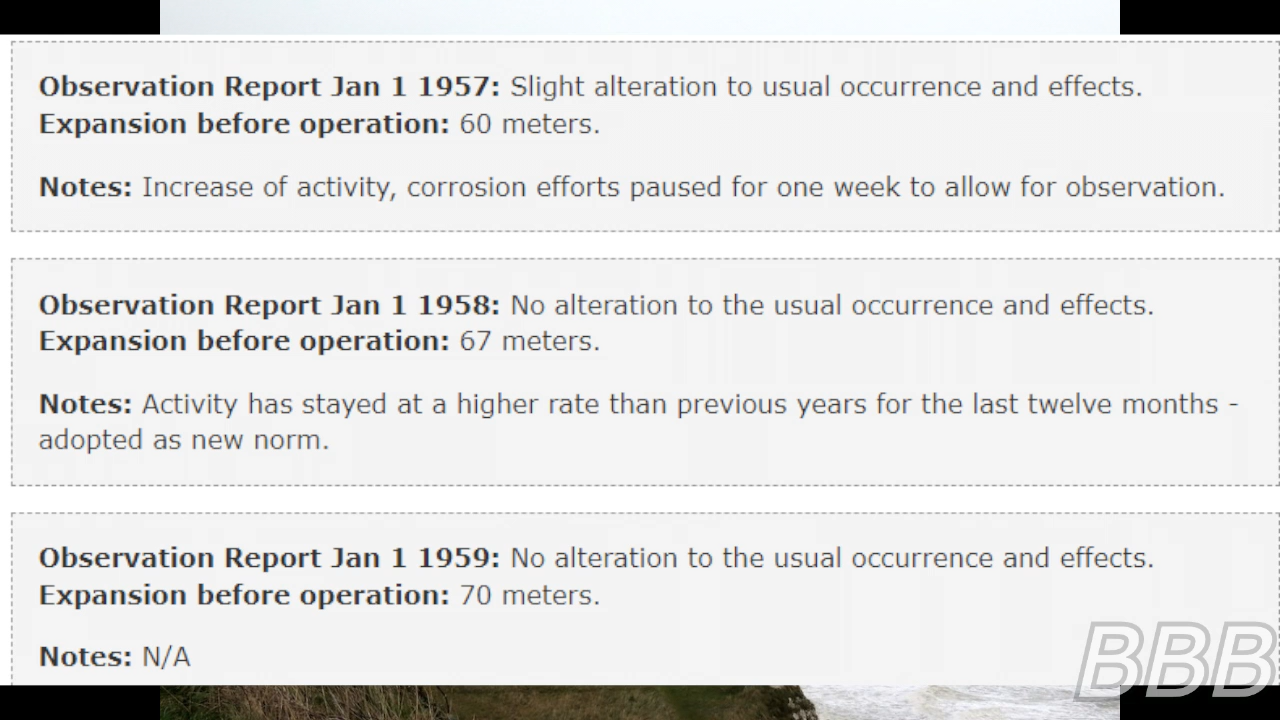 Observation Report Jan 1 1957: Slight alteration to usual occurrence and effects.
Expansion before operation: 60 meters.
Notes: Increase of activity, corrosion efforts paused for one week to allow for observation.
Observation Report Jan 1 1958: No alteration to the usual occurrence and effects.
Expansion before operation: 67 meters.
Notes: Activity has stayed at a higher rate than previous years for the last twelve months -
adopted as new norm.
Observation Report Jan 1 1959: No alteration to the usual occurrence and effects.
Expansion before operation: 70 meters.
Notes: N/A
BBB